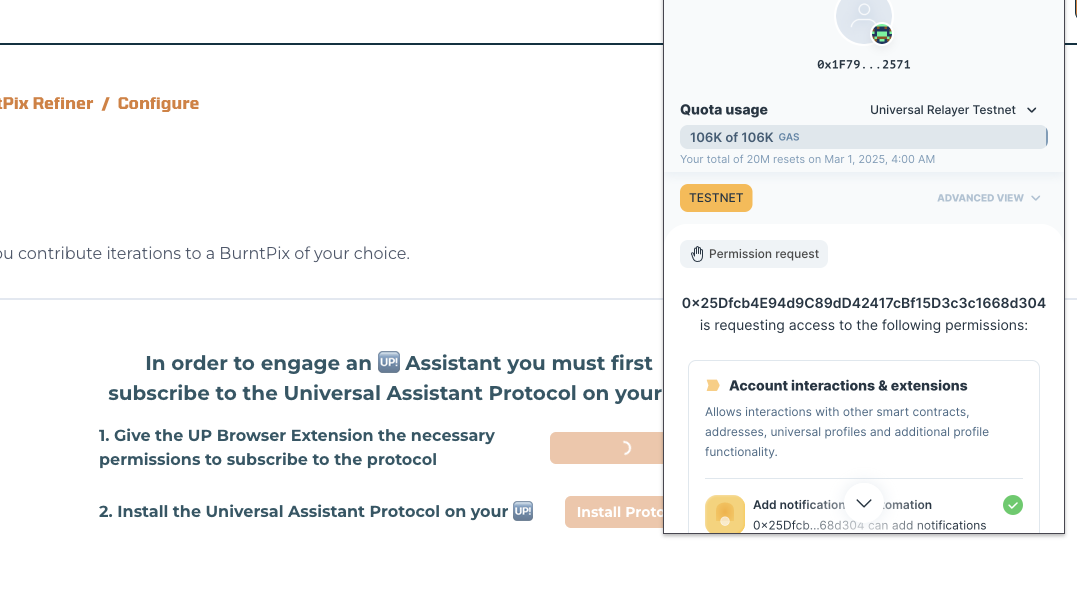 0x1F79...2571
Quota usage
Universal Relayer Testnet
106K of 106K GAS
Your total of 20M resets on Mar 1, 2025, 4:00 AM
TESTNET
ADVANCED VIEW
Permission request
0x25Dfcb4E94d9C89dD42417cBf15D3c3c1668d304
is requesting access to the following permissions:
Account interactions & extensions
Allows interactions with other smart contracts,
addresses, universal profiles and additional profile
functionality.
Add notification
0x25Dfcb...68d304 can add notifications
Refiner / Configure
contribute iterations to a BurntPix of your choice.
In order to engage an UP! Assistant you must first
subscribe to the Universal Assistant Protocol on your
1. Give the UP Browser Extension the necessary
permissions to subscribe to the protocol
2. Install the Universal Assistant Protocol on your UP!
Install